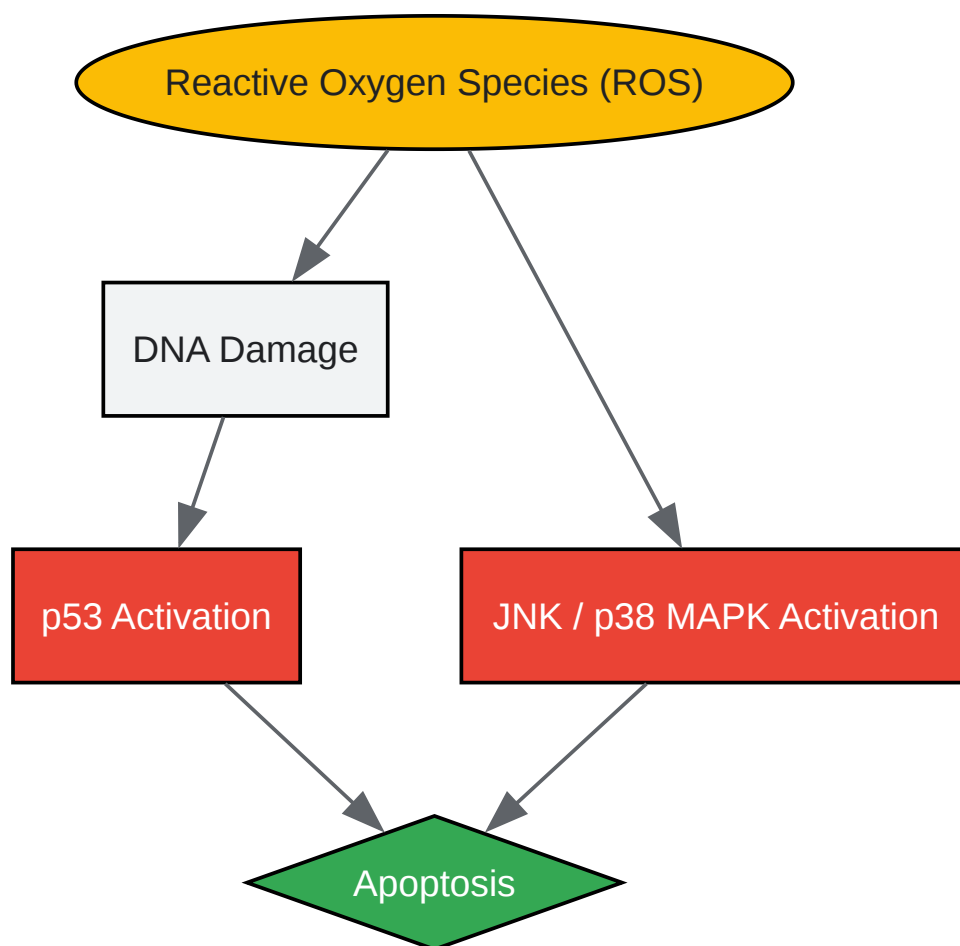 Reactive Oxygen Species (ROS)
DNA Damage
p53 Activation
JNK / p38 MAPK Activation
Apoptosis